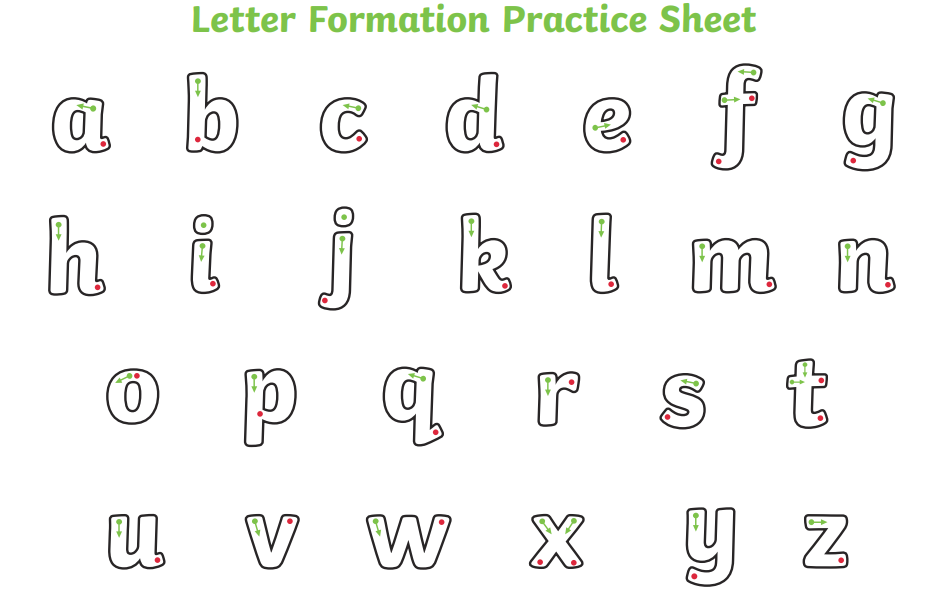 Letter Formation Practice Sheet
a b c d e f g
h i j k l m n
o p q r s t
u v w x y z